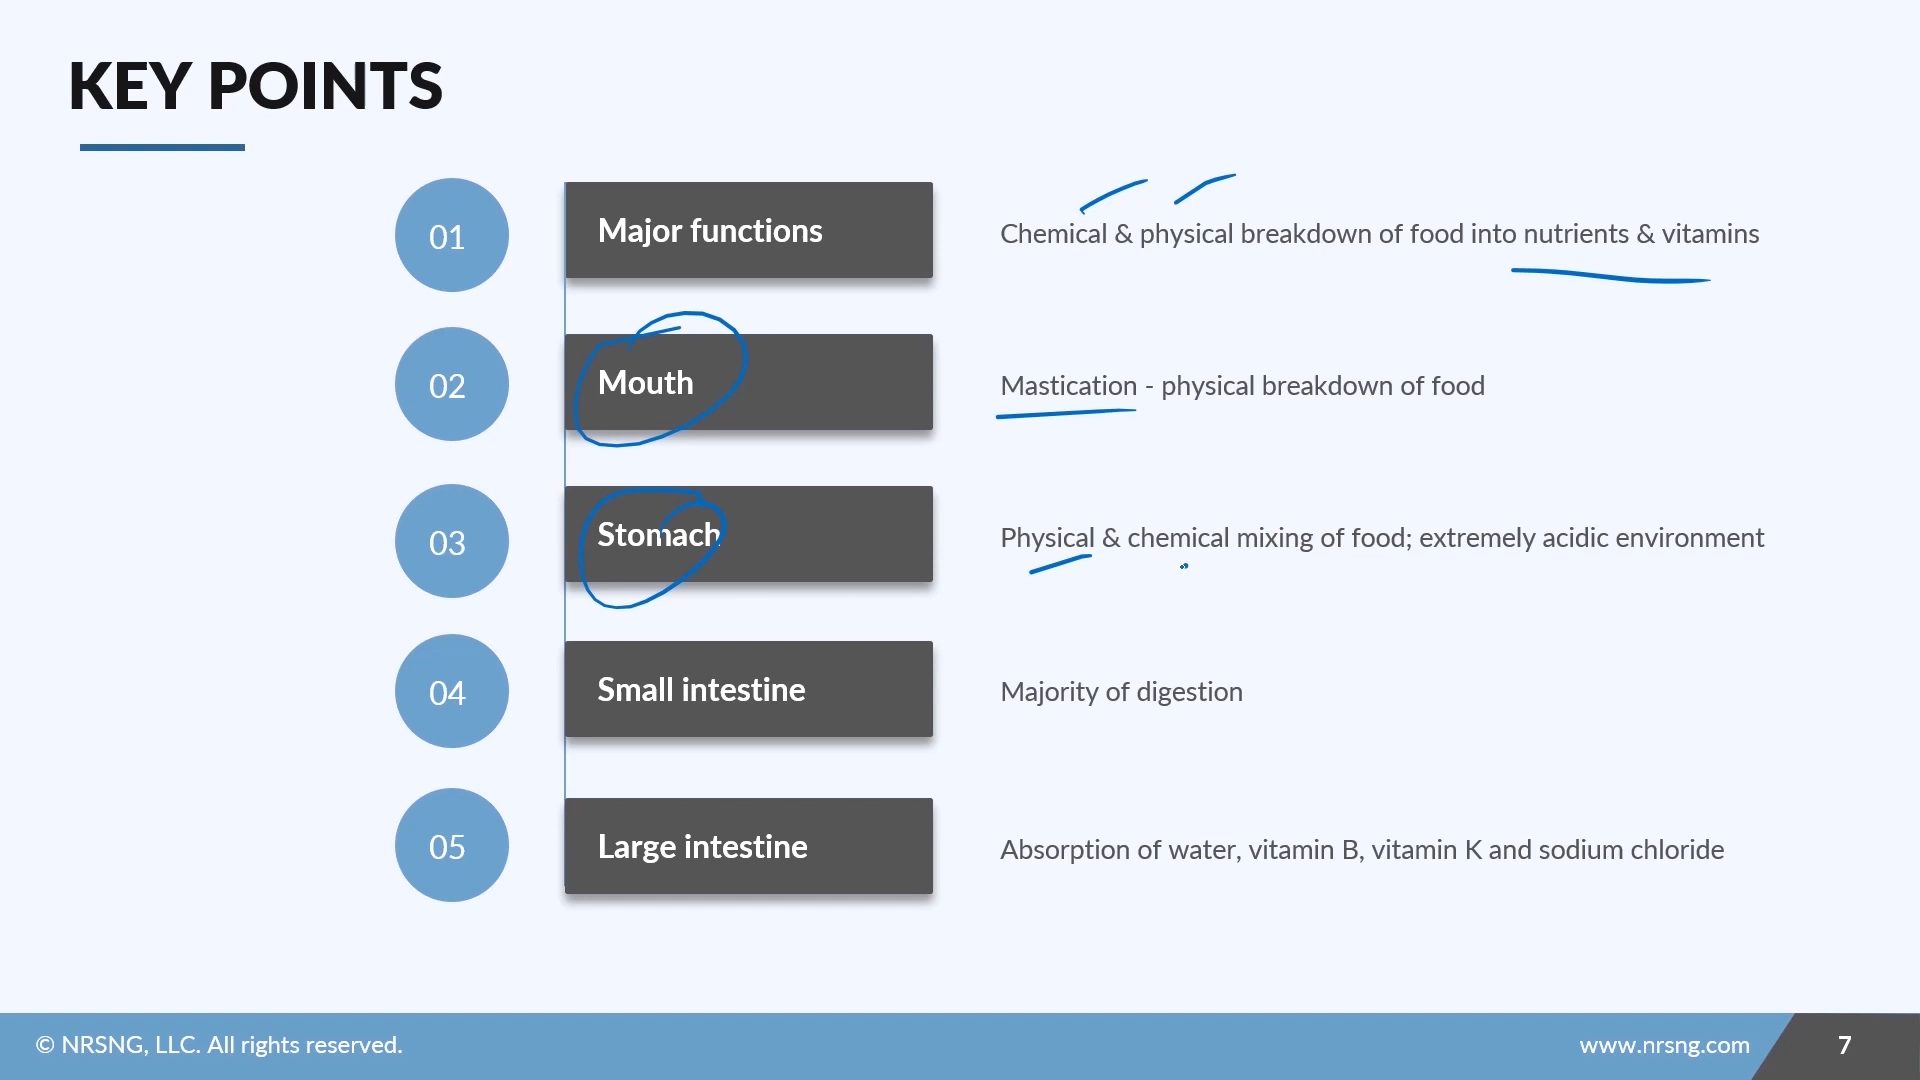 KEY POINTS
01
Major functions
Chemical & physical breakdown of food into nutrients & vitamins
02
Mouth
Mastication - physical breakdown of food
03
Stomach
Physical & chemical mixing of food; extremely acidic environment
04
Small intestine
Majority of digestion
05
Large intestine
Absorption of water, vitamin B, vitamin K and sodium chloride
© NRSNG, LLC. All rights reserved.
www.nrsng.com
7